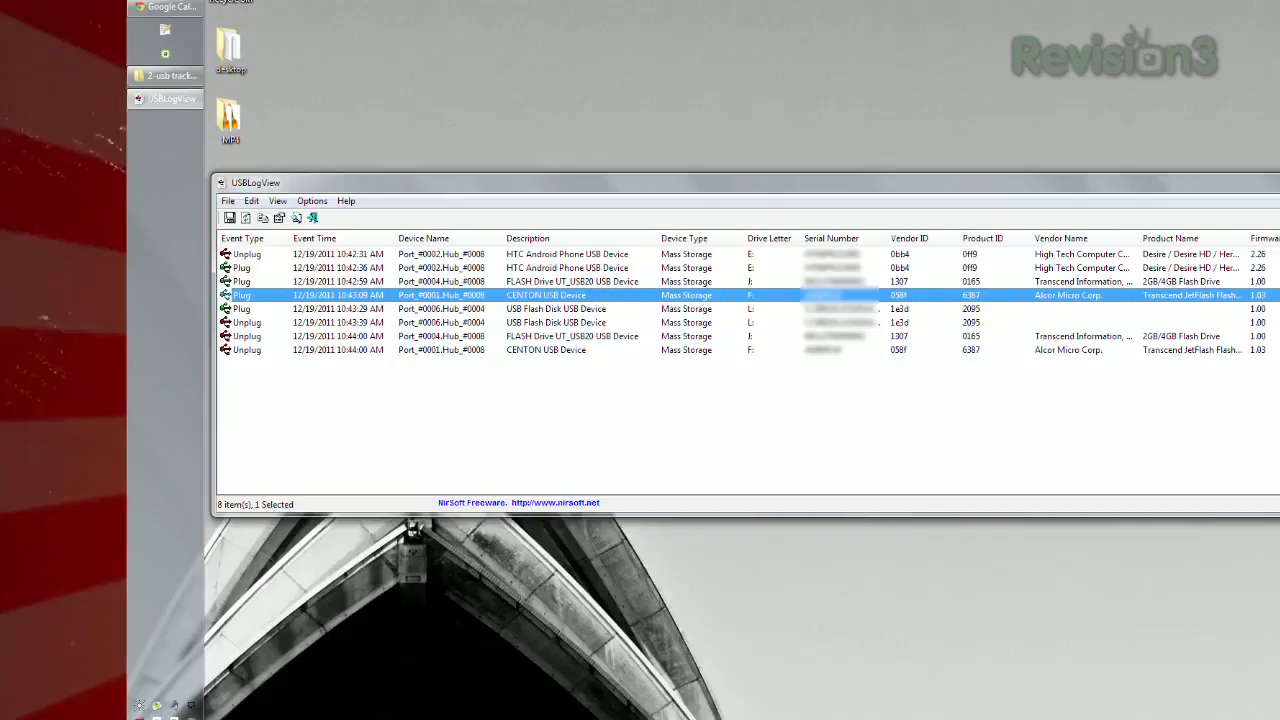 Recycle Bin
Google Cal...
Revision3
desktop
2-usb track...
USBLogView
MP4
USBLogView
File Edit View Options Help
Event Type Event Time Device Name Description Device Type Drive Letter Serial Number Vendor ID Product ID Vendor Name Product Name Firmwa
Unplug 12/19/2011 10:42:31 AM Port_#0002.Hub_#0008 HTC Android Phone USB Device Mass Storage E: 0bb4 0ff9 High Tech Computer C... Desire / Desire HD / Her... 2.26
Plug 12/19/2011 10:42:36 AM Port_#0002.Hub_#0008 HTC Android Phone USB Device Mass Storage E: 0bb4 0ff9 High Tech Computer C... Desire / Desire HD / Her... 2.26
Plug 12/19/2011 10:42:59 AM Port_#0004.Hub_#0008 FLASH Drive UT_USB20 USB Device Mass Storage J: 1307 0165 Transcend Information, ... 2GB/4GB Flash Drive 1.00
Plug 12/19/2011 10:43:09 AM Port_#0001.Hub_#0008 CENTON USB Device Mass Storage F: 058f 6387 Alcor Micro Corp. Transcend JetFlash Flash... 1.03
Plug 12/19/2011 10:43:29 AM Port_#0006.Hub_#0008 USB Flash Disk USB Device Mass Storage L: 1e3d 2095 1.00
Unplug 12/19/2011 10:43:39 AM Port_#0006.Hub_#0008 USB Flash Disk USB Device Mass Storage L: 1e3d 2095 1.00
Unplug 12/19/2011 10:44:00 AM Port_#0004.Hub_#0008 FLASH Drive UT_USB20 USB Device Mass Storage J: 1307 0165 Transcend Information, ... 2GB/4GB Flash Drive 1.00
Unplug 12/19/2011 10:44:00 AM Port_#0001.Hub_#0008 CENTON USB Device Mass Storage F: 058f 6387 Alcor Micro Corp. Transcend JetFlash Flash... 1.03
8 item(s), 1 Selected NirSoft Freeware. http://www.nirsoft.net